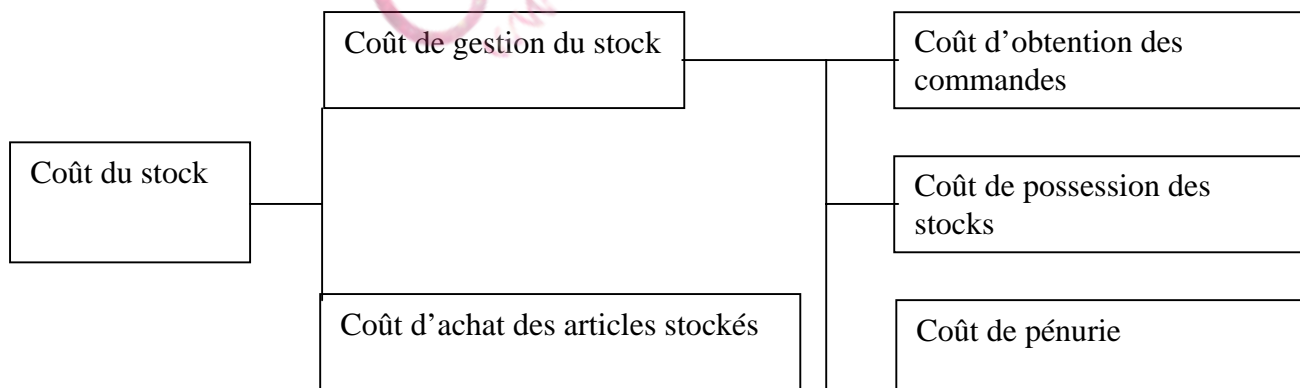 Coût de gestion du stock
Coût d’obtention des
commandes
Coût du stock
Coût de possession des
stocks
Coût d’achat des articles stockés
Coût de pénurie